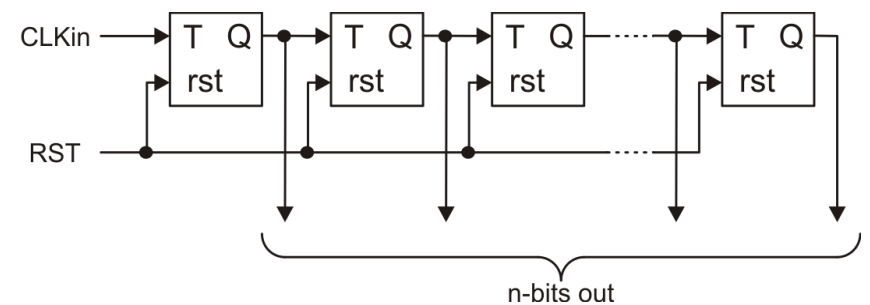 CLKin T Q T Q T Q T Q
rst rst rst rst
RST
n-bits out